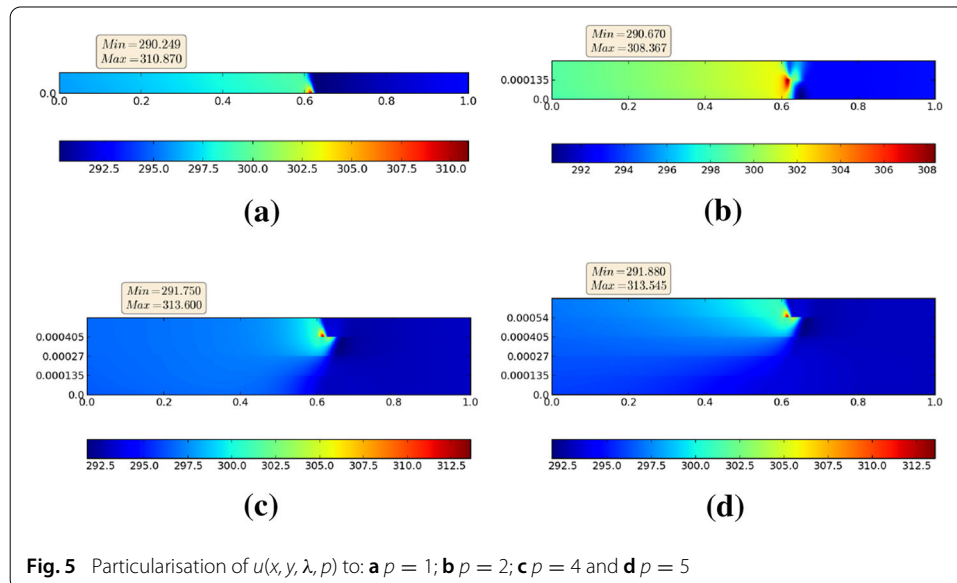 Min = 290.249
Max = 310.870
0.0
0.0 0.2 0.4 0.6 0.8 1.0
292.5 295.0 297.5 300.0 302.5 305.0 307.5 310.0
(a)
Min = 290.670
Max = 308.367
0.000135
0.0
0.0 0.2 0.4 0.6 0.8 1.0
292 294 296 298 300 302 304 306 308
(b)
Min = 291.750
Max = 313.600
0.000405
0.00027
0.000135
0.0
0.0 0.2 0.4 0.6 0.8 1.0
292.5 295.0 297.5 300.0 302.5 305.0 307.5 310.0 312.5
(c)
Min = 291.880
Max = 313.545
0.00054
0.000405
0.00027
0.000135
0.0
0.0 0.2 0.4 0.6 0.8 1.0
292.5 295.0 297.5 300.0 302.5 305.0 307.5 310.0 312.5
(d)
Fig. 5 Particularisation of u(x, y, λ, p) to: a p = 1; b p = 2; c p = 4 and d p = 5